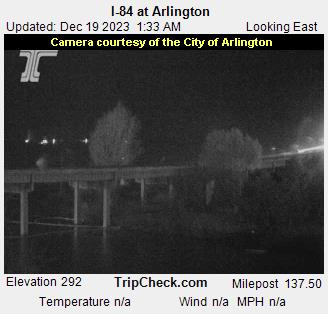 I-84 at Arlington
Updated: Dec 19 2023 1:33 AM Looking East
Camera courtesy of the City of Arlington
Elevation 292 TripCheck.com Milepost 137.50
Temperature n/a Wind n/a MPH n/a